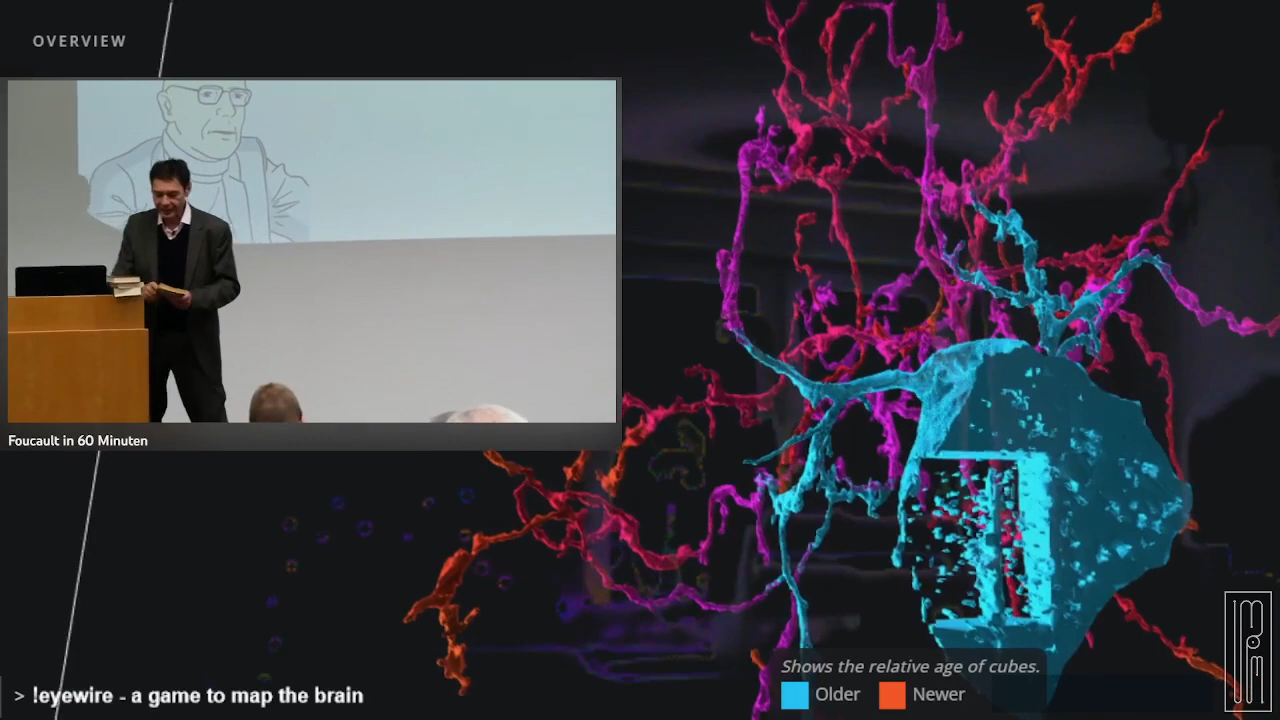 OVERVIEW
Foucault in 60 Minuten
Shows the relative age of cubes.
Older
Newer
> !eyewire - a game to map the brain